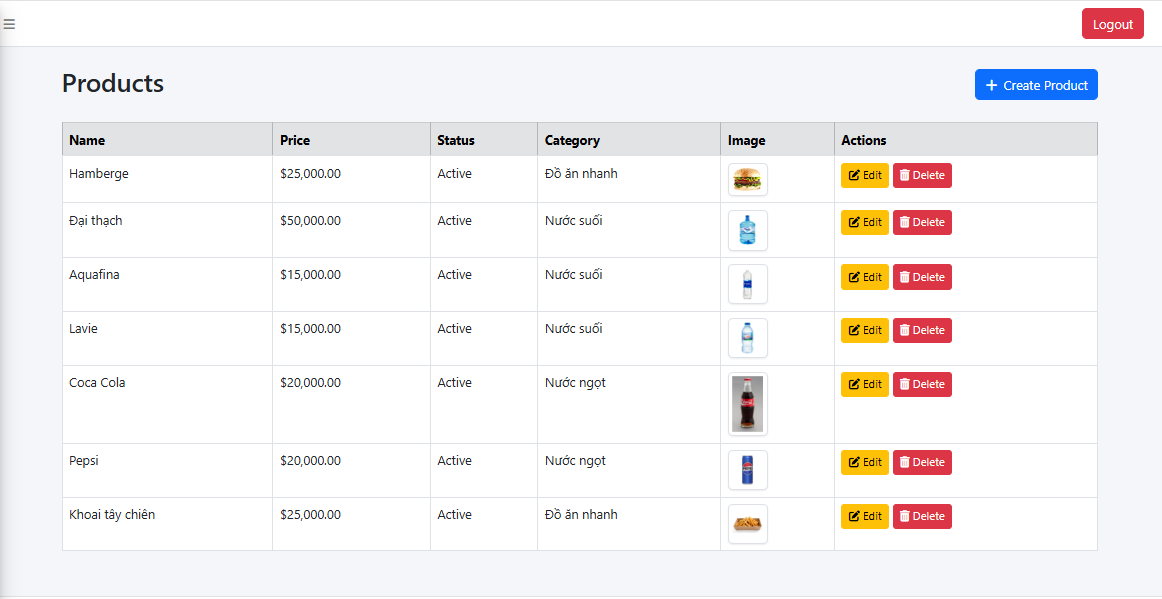 Logout
Products
Create Product
Name Price Status Category Image Actions
Hamberge $25,000.00 Active Đồ ăn nhanh Edit Delete
Đại thạch $50,000.00 Active Nước suối Edit Delete
Aquafina $15,000.00 Active Nước suối Edit Delete
Lavie $15,000.00 Active Nước suối Edit Delete
Coca Cola $20,000.00 Active Nước ngọt Edit Delete
Pepsi $20,000.00 Active Nước ngọt Edit Delete
Khoai tây chiên $25,000.00 Active Đồ ăn nhanh Edit Delete